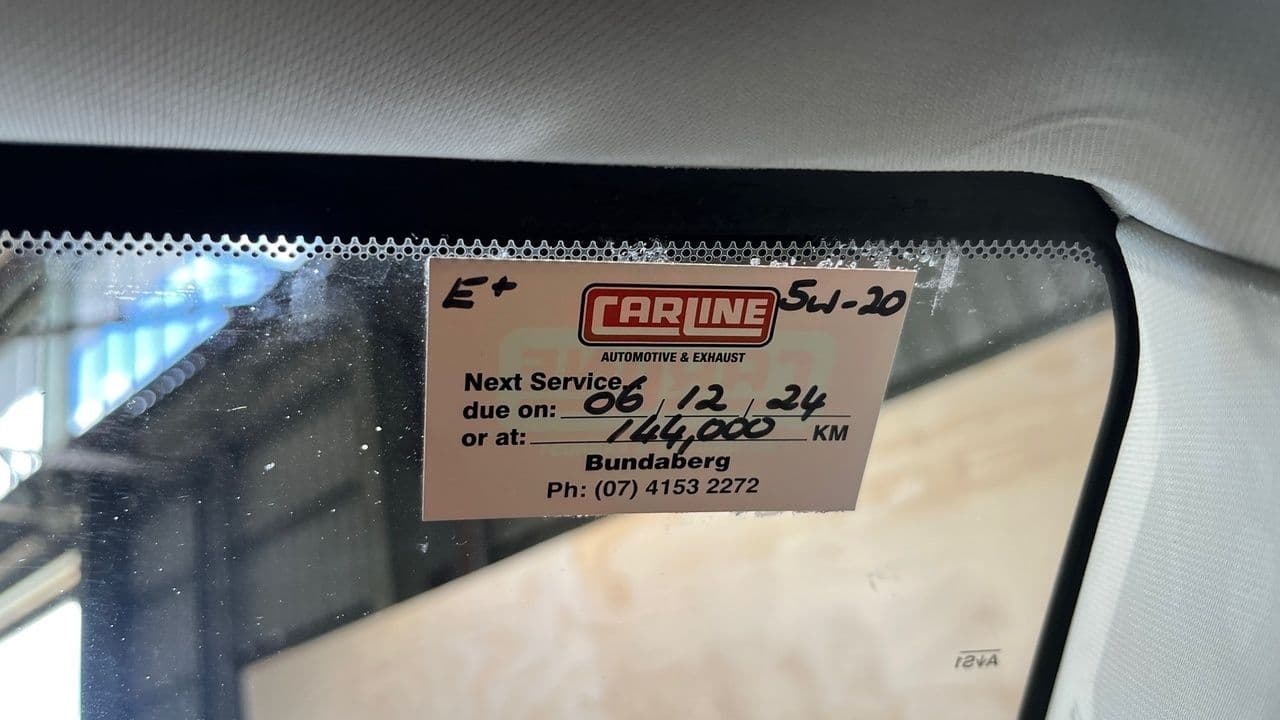 E+ CARLINE 5W-20
AUTOMOTIVE & EXHAUST
Next Service
due on: 06 / 12 / 24
or at: 144,000 KM
Bundaberg
Ph: (07) 4153 2272